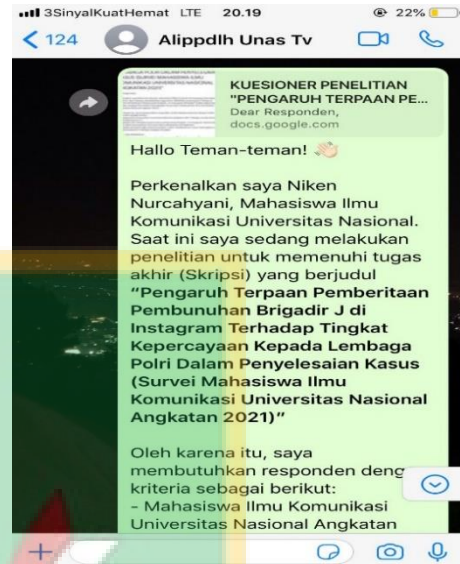 3SinyalKuatHemat LTE 20.19 22%
124 Alippdlh Unas Tv
KUESIONER PENELITIAN
"PENGARUH TERPAAN PE...
Dear Responden,
docs.google.com
Hallo Teman-teman! 👋🏻
Perkenalkan saya Niken
Nurcahyani, Mahasiswa Ilmu
Komunikasi Universitas Nasional.
Saat ini saya sedang melakukan
penelitian untuk memenuhi tugas
akhir (Skripsi) yang berjudul
“Pengaruh Terpaan Pemberitaan
Pembunuhan Brigadir J di
Instagram Terhadap Tingkat
Kepercayaan Kepada Lembaga
Polri Dalam Penyelesaian Kasus
(Survei Mahasiswa Ilmu
Komunikasi Universitas Nasional
Angkatan 2021)”
Oleh karena itu, saya
membutuhkan responden deng
kriteria sebagai berikut:
- Mahasiswa Ilmu Komunikasi
Universitas Nasional Angkatan